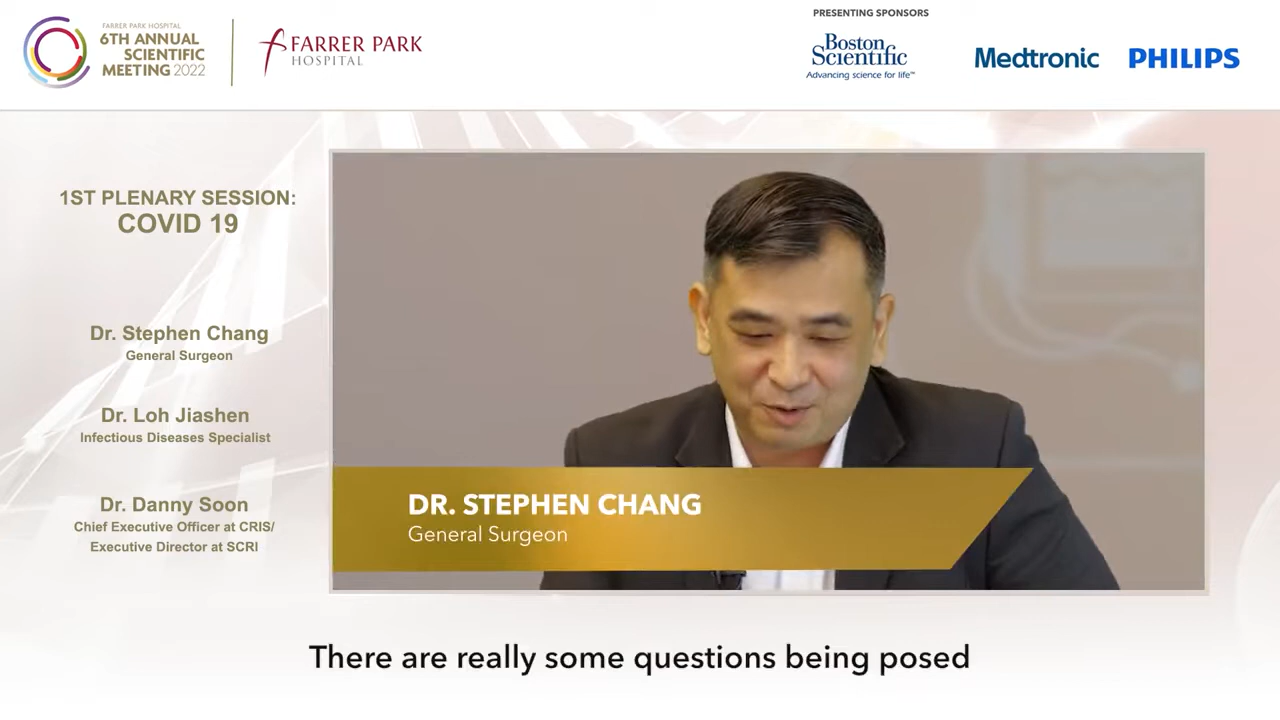 FARRER PARK HOSPITAL
6TH ANNUAL
SCIENTIFIC
MEETING 2022
FARRER PARK
HOSPITAL
PRESENTING SPONSORS
Boston
Scientific
Advancing science for life™
Medtronic
PHILIPS
1ST PLENARY SESSION:
COVID 19
Dr. Stephen Chang
General Surgeon
Dr. Loh Jiashen
Infectious Diseases Specialist
Dr. Danny Soon
Chief Executive Officer at CRIS/
Executive Director at SCRI
DR. STEPHEN CHANG
General Surgeon
There are really some questions being posed